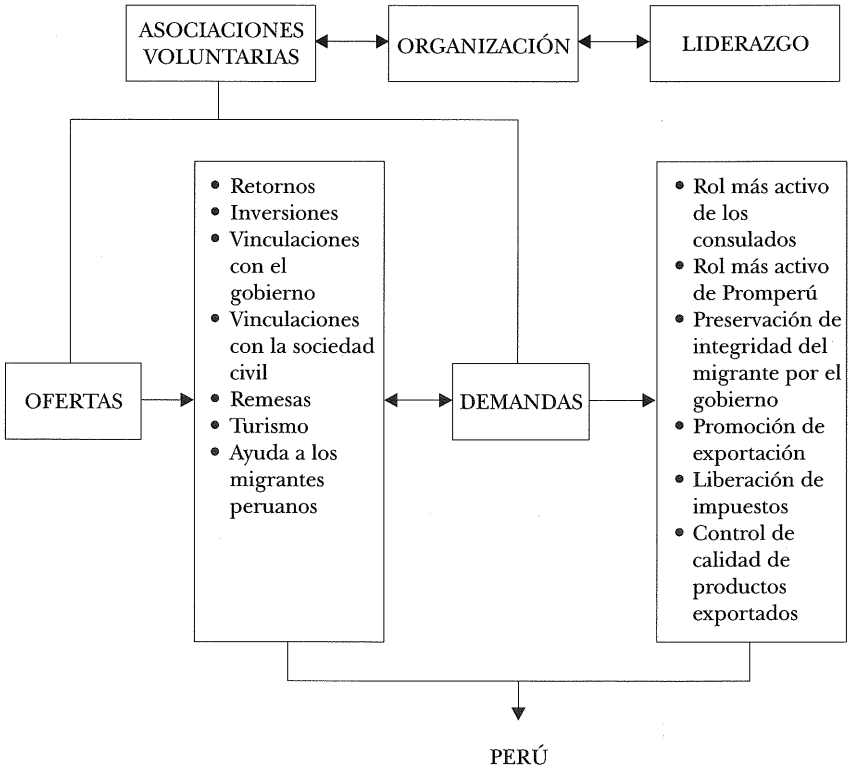 ASOCIACIONES
VOLUNTARIAS
ORGANIZACIÓN
LIDERAZGO
OFERTAS
• Retornos
• Inversiones
• Vinculaciones
con el
gobierno
• Vinculaciones
con la sociedad
civil
• Remesas
• Turismo
• Ayuda a los
migrantes
peruanos
DEMANDAS
• Rol más activo
de los
consulados
• Rol más activo
de Promperú
• Preservación de
integridad del
migrante por el
gobierno
• Promoción de
exportación
• Liberación de
impuestos
• Control de
calidad de
productos
exportados
PERÚ